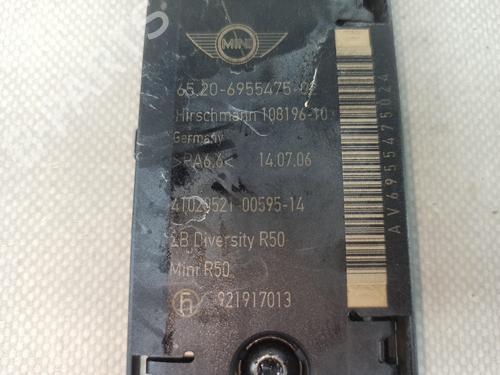 MINI
65.20-6955475-02
Hirschmann 108196-10
Germany
>PA6.6< 14.07.06
41028521 00595-14
ZB Diversity R50
Mini R50
921917013
AV6955475024